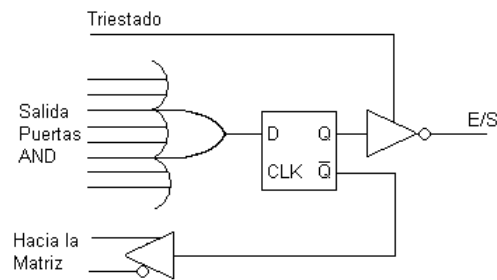 Triestado
Salida
Puertas
AND
D Q
CLK Q̅
E/S
Hacia la
Matriz